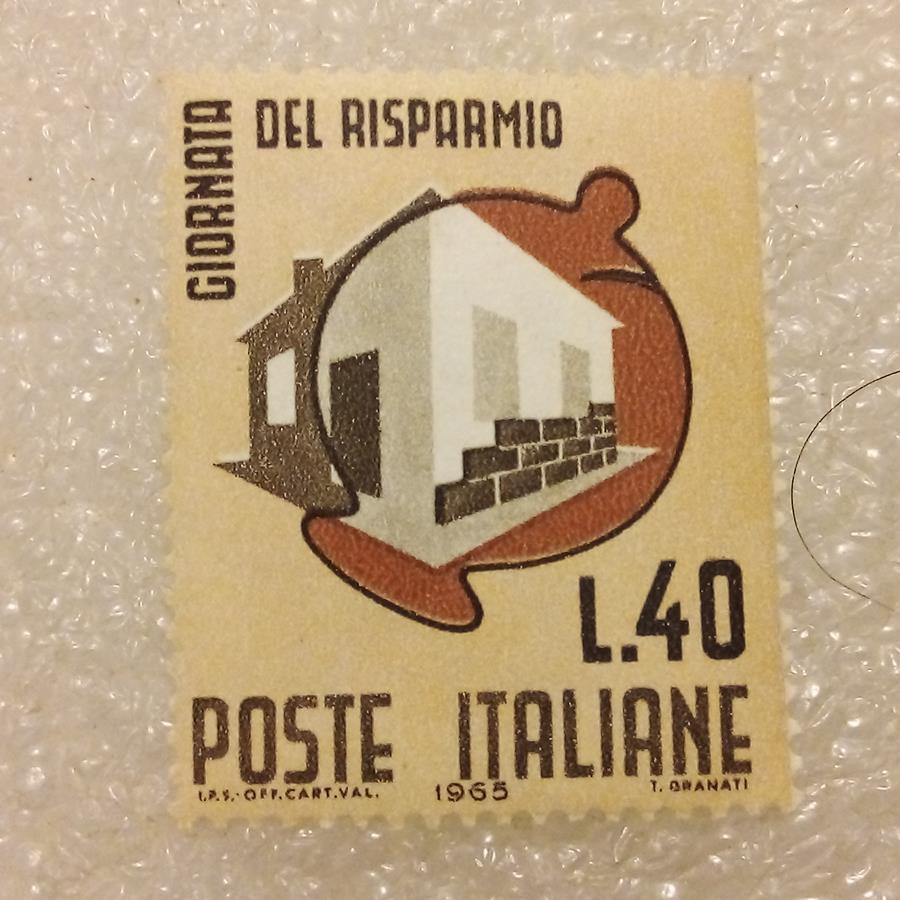 GIORNATA
DEL RISPARMIO
L.40
POSTE ITALIANE
I.P.S.·OFF.CART.VAL. 1965 T. GRANATI